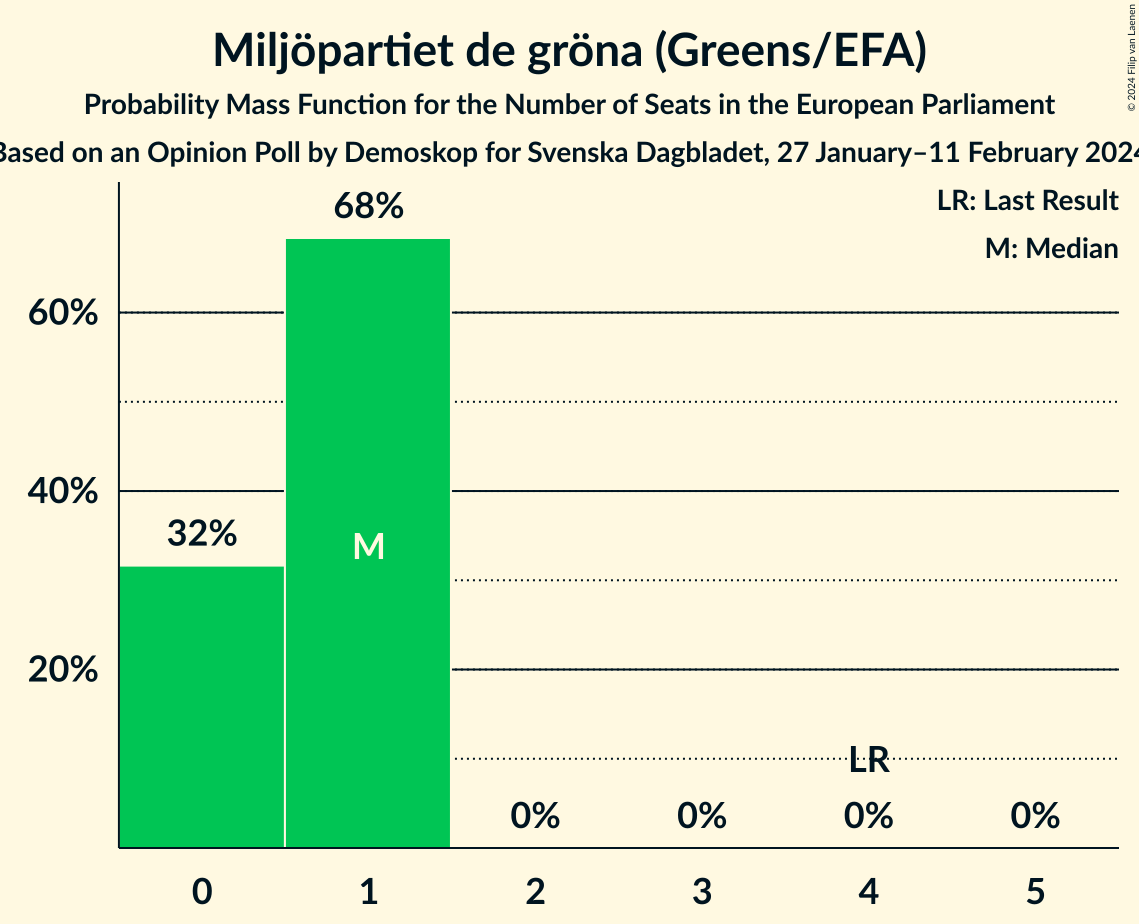 Miljöpartiet de gröna (Greens/EFA)
Probability Mass Function for the Number of Seats in the European Parliament
Based on an Opinion Poll by Demoskop for Svenska Dagbladet, 27 January–11 February 2024
© 2024 Filip van Laenen
LR: Last Result
M: Median
68%
60%
40%
32%
M
20%
LR
0% 0% 0% 0%
0 1 2 3 4 5